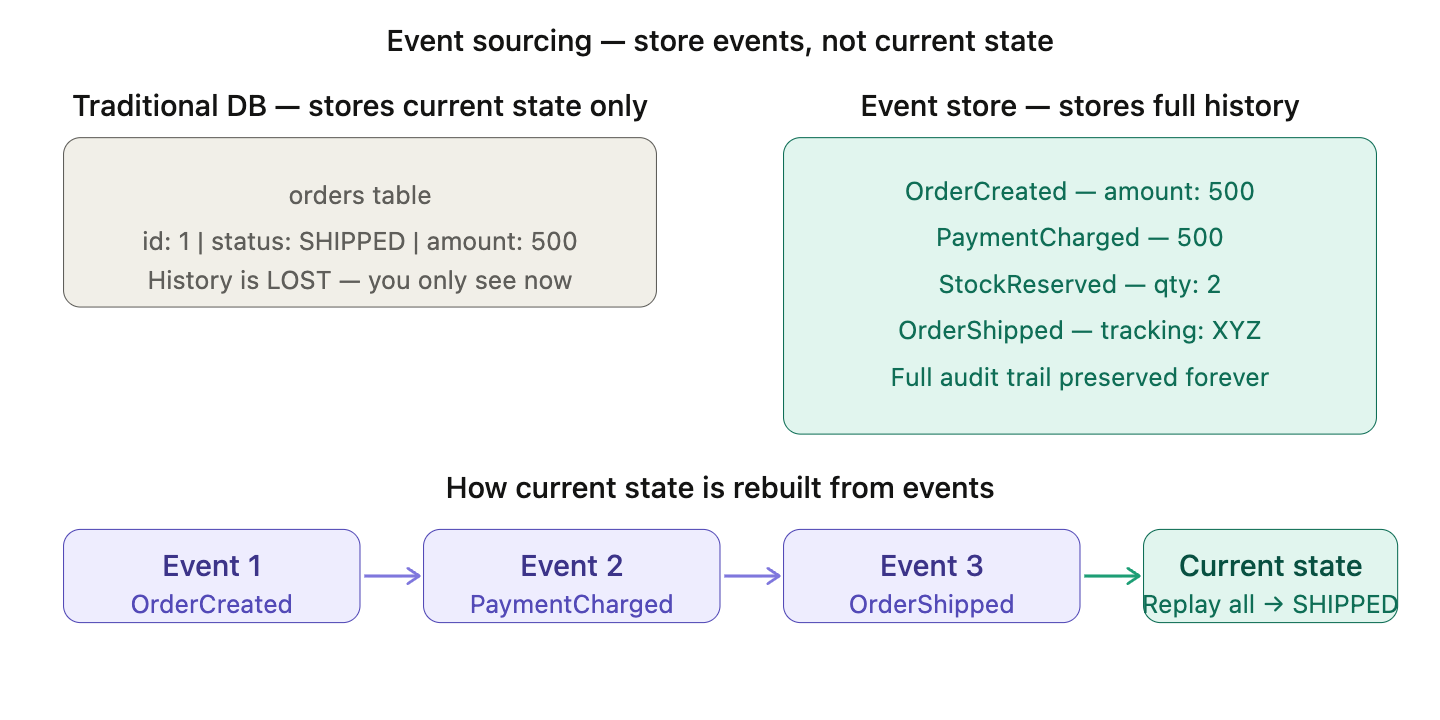 Event sourcing — store events, not current state
Traditional DB — stores current state only
orders table
id: 1 | status: SHIPPED | amount: 500
History is LOST — you only see now
Event store — stores full history
OrderCreated — amount: 500
PaymentCharged — 500
StockReserved — qty: 2
OrderShipped — tracking: XYZ
Full audit trail preserved forever
How current state is rebuilt from events
Event 1
OrderCreated
Event 2
PaymentCharged
Event 3
OrderShipped
Current state
Replay all → SHIPPED